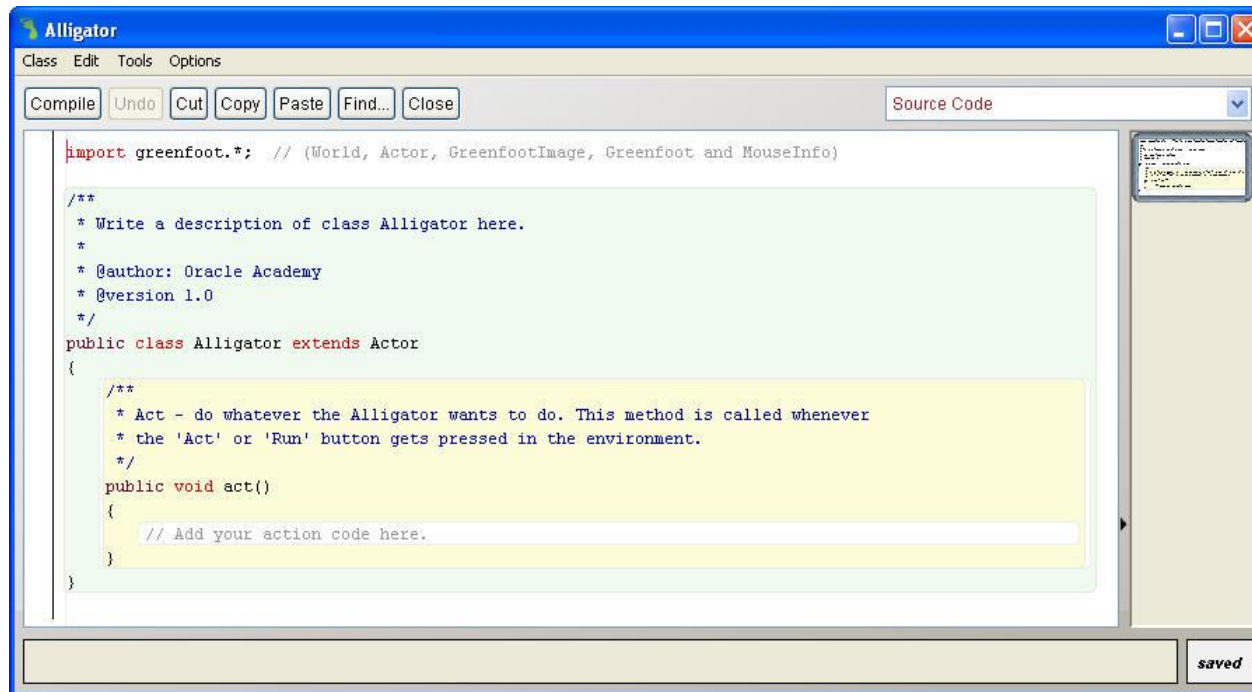 Alligator
Class Edit Tools Options
Compile Undo Cut Copy Paste Find... Close Source Code
import greenfoot.*;  // (World, Actor, GreenfootImage, Greenfoot and MouseInfo)
/**
 * Write a description of class Alligator here.
 *
 * @author: Oracle Academy
 * @version 1.0
 */
public class Alligator extends Actor
{
    /**
     * Act - do whatever the Alligator wants to do. This method is called whenever
     * the 'Act' or 'Run' button gets pressed in the environment.
     */
    public void act()
    {
        // Add your action code here.
    }
}
saved